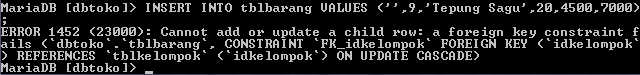 MariaDB [dbtoko]> INSERT INTO tblbarang VALUES ('',9,'Tepung Sagu',20,4500,7000)
;
ERROR 1452 (23000): Cannot add or update a child row: a foreign key constraint f
ails (`dbtoko`.`tblbarang`, CONSTRAINT `FK_idkelompok` FOREIGN KEY (`idkelompok`
) REFERENCES `tblkelompok` (`idkelompok`) ON UPDATE CASCADE)
MariaDB [dbtoko]> _